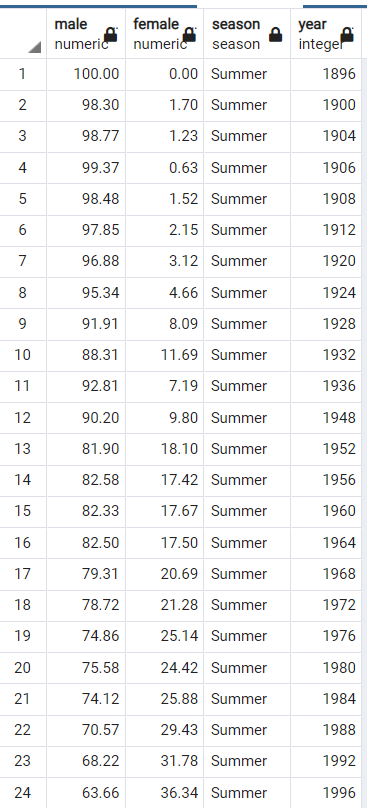 male female season year
numeric numeric season integer
1 100.00 0.00 Summer 1896
2 98.30 1.70 Summer 1900
3 98.77 1.23 Summer 1904
4 99.37 0.63 Summer 1906
5 98.48 1.52 Summer 1908
6 97.85 2.15 Summer 1912
7 96.88 3.12 Summer 1920
8 95.34 4.66 Summer 1924
9 91.91 8.09 Summer 1928
10 88.31 11.69 Summer 1932
11 92.81 7.19 Summer 1936
12 90.20 9.80 Summer 1948
13 81.90 18.10 Summer 1952
14 82.58 17.42 Summer 1956
15 82.33 17.67 Summer 1960
16 82.50 17.50 Summer 1964
17 79.31 20.69 Summer 1968
18 78.72 21.28 Summer 1972
19 74.86 25.14 Summer 1976
20 75.58 24.42 Summer 1980
21 74.12 25.88 Summer 1984
22 70.57 29.43 Summer 1988
23 68.22 31.78 Summer 1992
24 63.66 36.34 Summer 1996